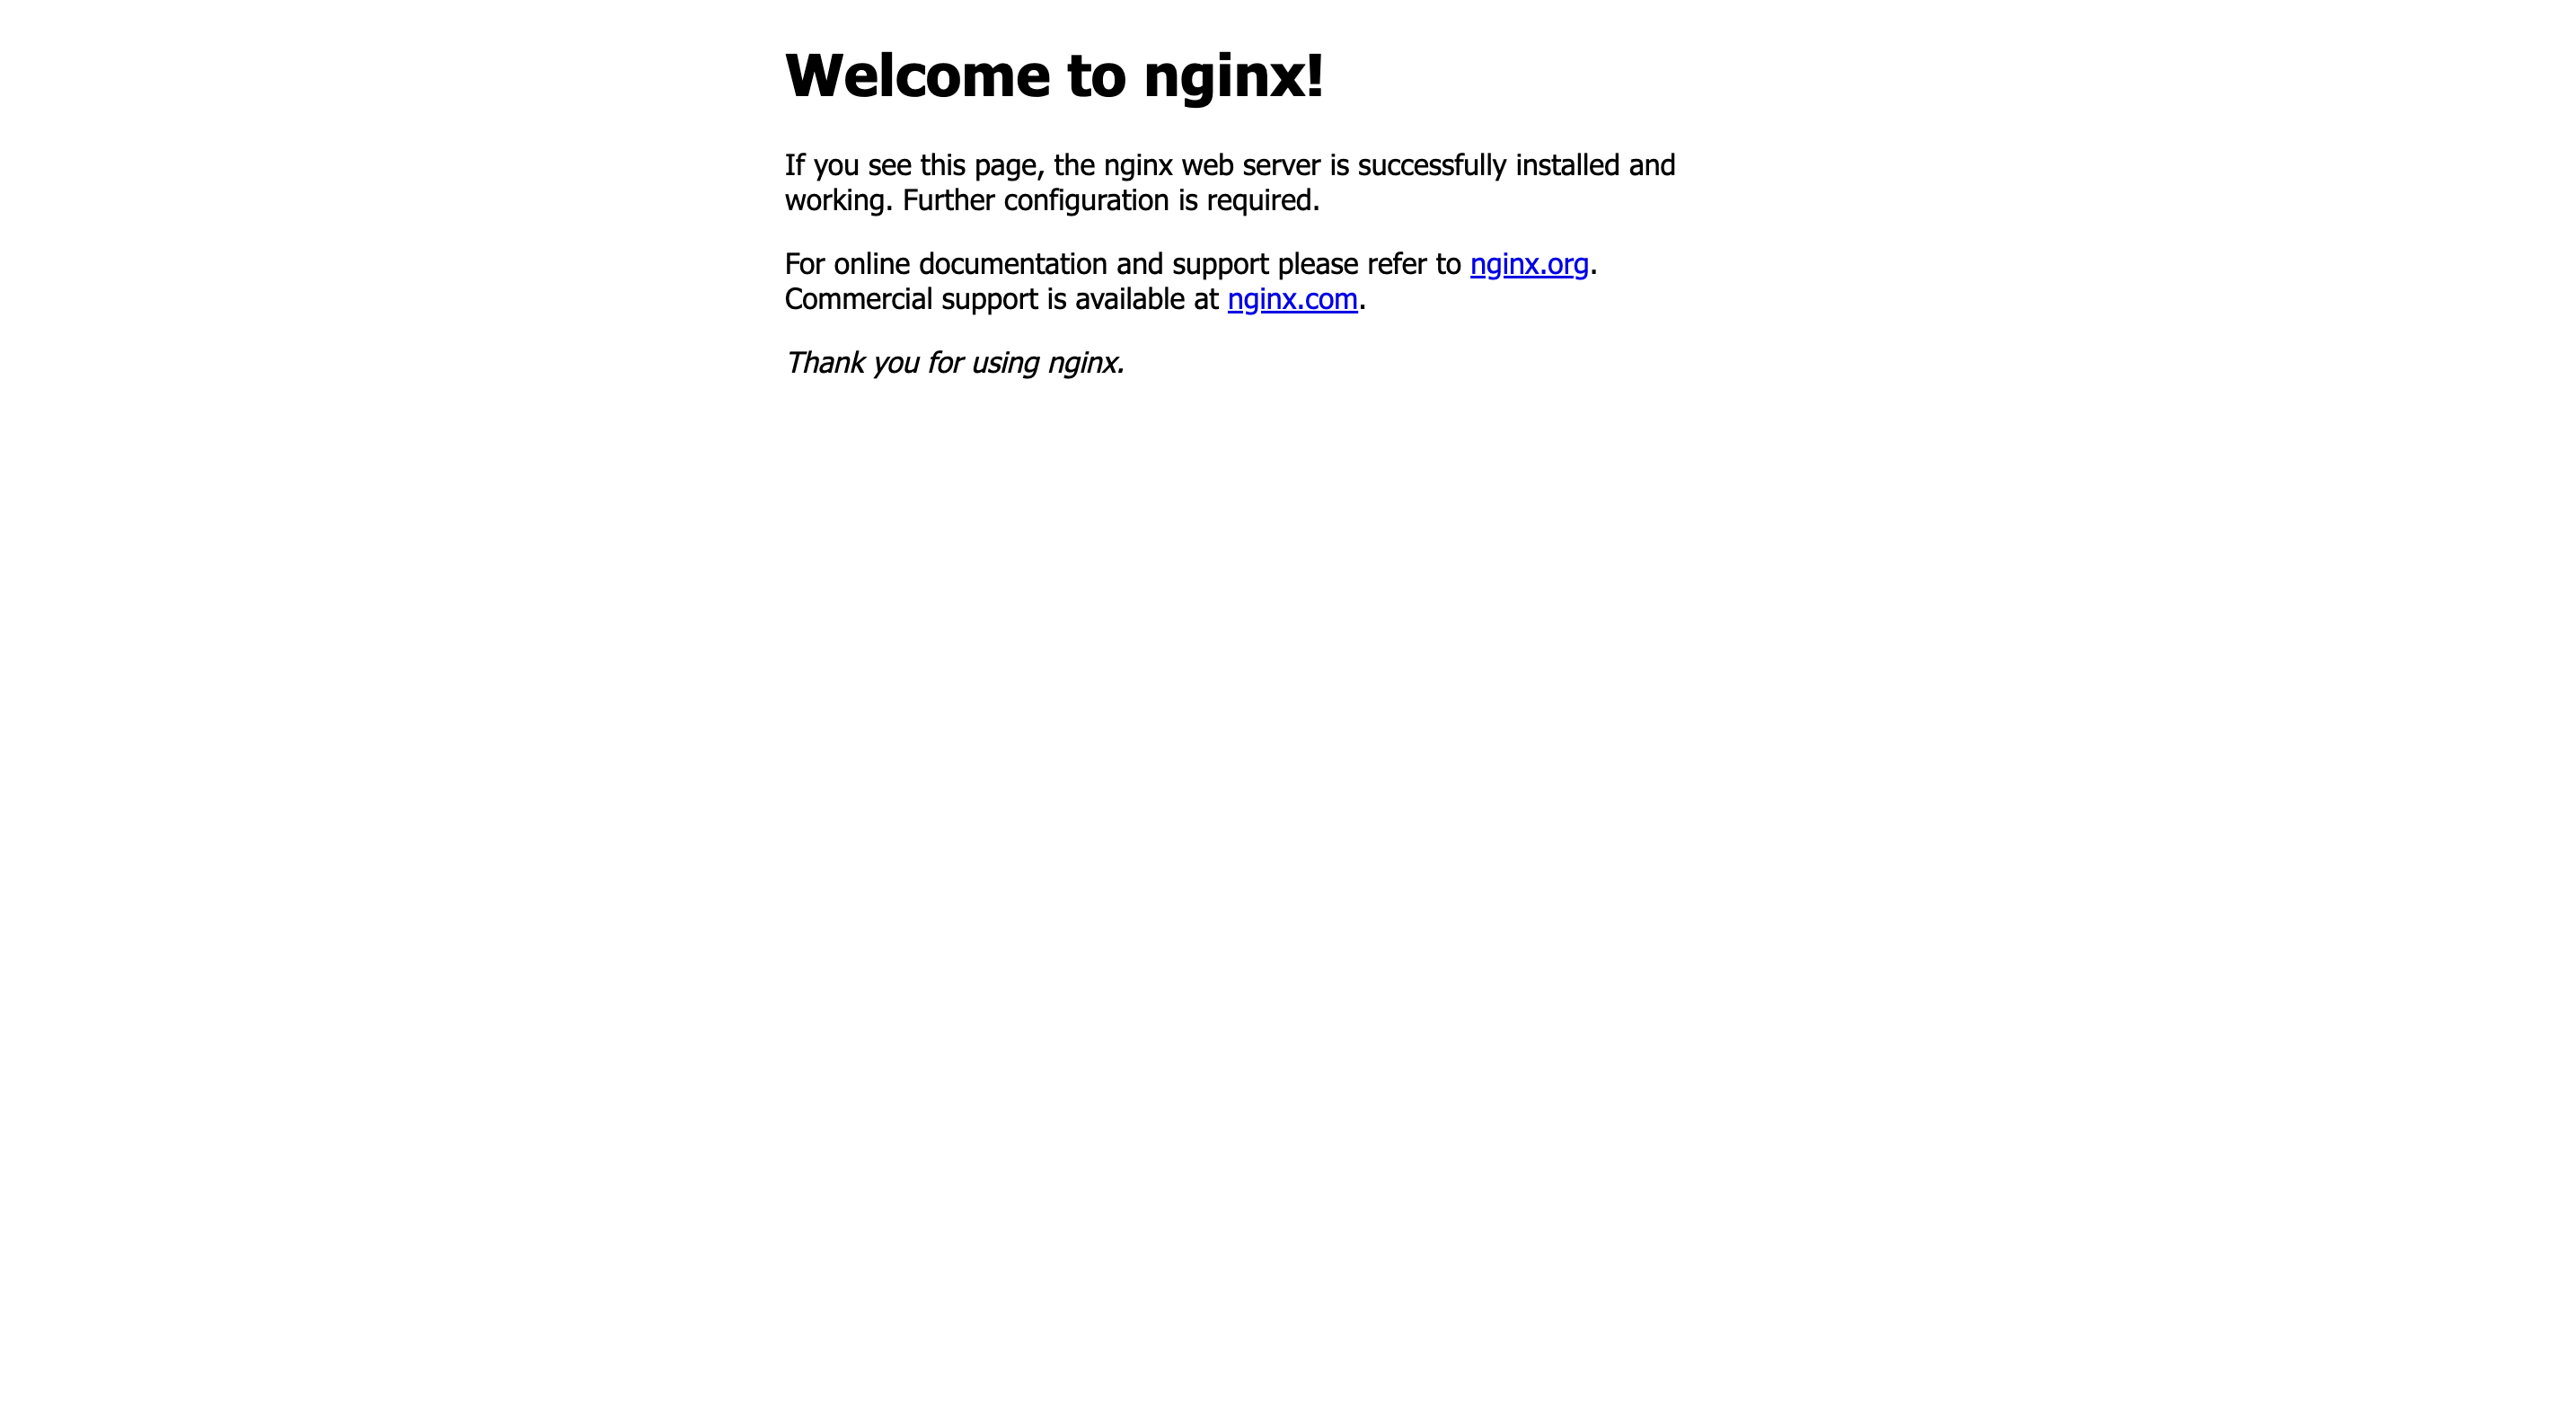 Welcome to nginx!
If you see this page, the nginx web server is successfully installed and
working. Further configuration is required.
For online documentation and support please refer to nginx.org.
Commercial support is available at nginx.com.
Thank you for using nginx.